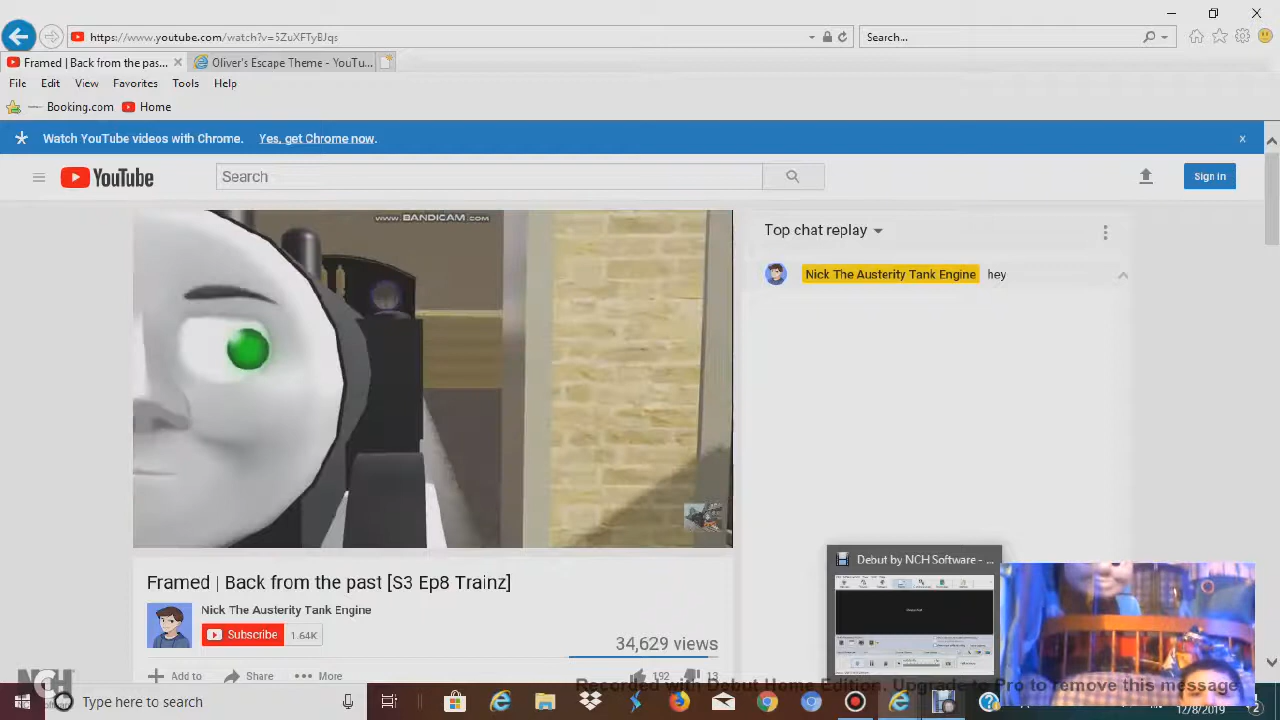 https://www.youtube.com/watch?v=5ZuXFTyBJqs
Search...
Framed | Back from the pas...
Oliver's Escape Theme - YouTu...
File Edit View Favorites Tools Help
Booking.com Home
Watch YouTube videos with Chrome. Yes, get Chrome now.
x
YouTube
Search
Sign in
www.BANDICAM.com
Top chat replay
Nick The Austerity Tank Engine hey
Debut by NCH Software - ...
Framed | Back from the past [S3 Ep8 Trainz]
Nick The Austerity Tank Engine
Subscribe 1.64K
34,629 views
Add to Share More
192 13
NCH
Recorded with Debut Home Edition. Upgrade to Pro to remove this message
Type here to search
12/8/2019
2